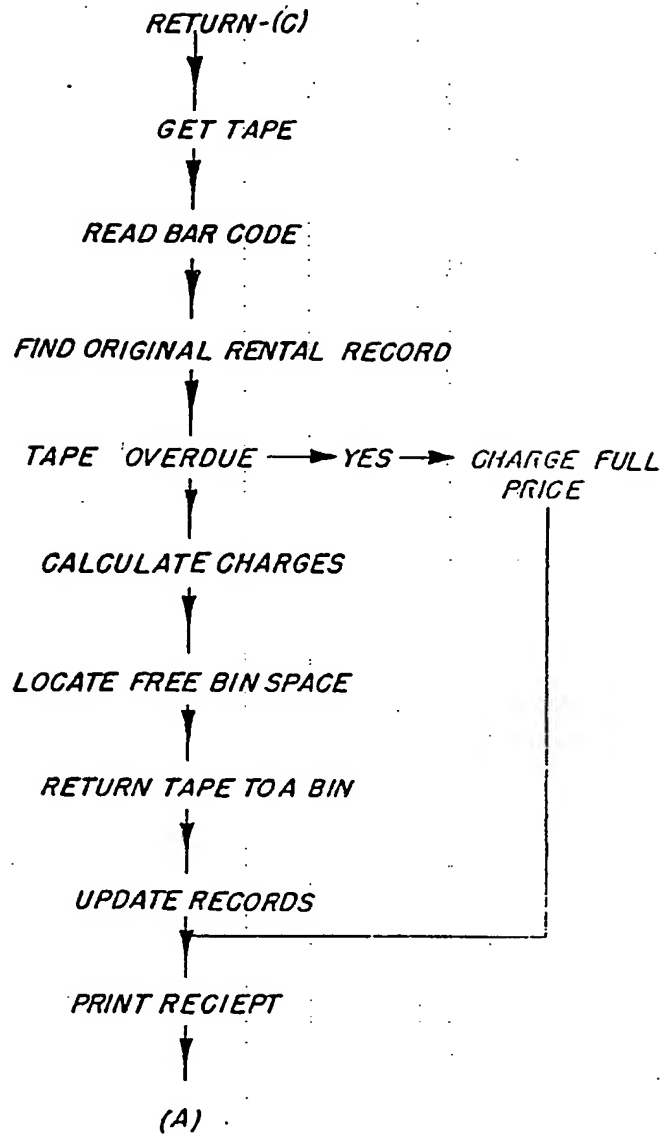 RETURN-(C)
GET TAPE
READ BAR CODE
FIND ORIGINAL RENTAL RECORD
TAPE OVERDUE YES CHARGE FULL
PRICE
CALCULATE CHARGES
LOCATE FREE BIN SPACE
RETURN TAPE TO A BIN
UPDATE RECORDS
PRINT RECIEPT
(A)